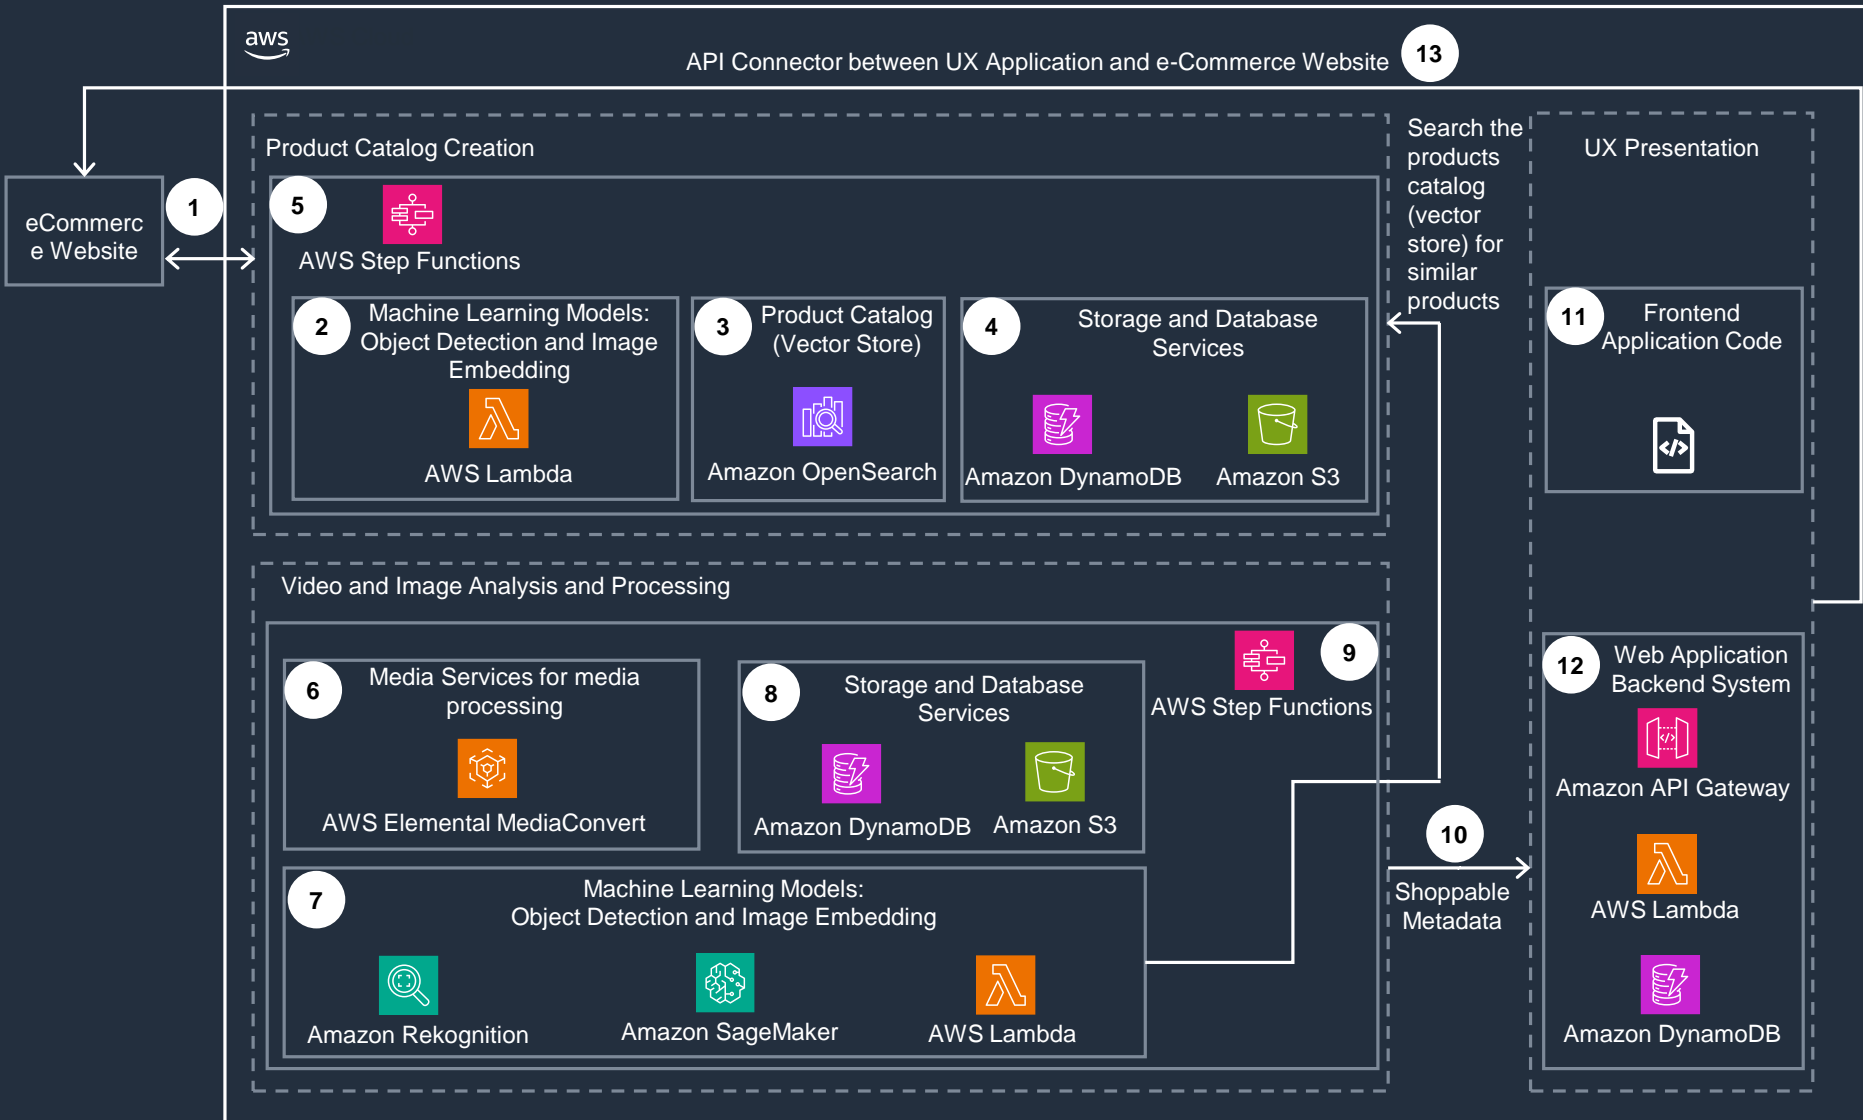 aws
API Connector between UX Application and e-Commerce Website
13
eCommerc
e Website
1
Product Catalog Creation
5
AWS Step Functions
2
Machine Learning Models:
Object Detection and Image
Embedding
AWS Lambda
3
Product Catalog
(Vector Store)
Amazon OpenSearch
4
Storage and Database
Services
Amazon DynamoDB
Amazon S3
Search the
products
catalog
(vector
store) for
similar
products
UX Presentation
11
Frontend
Application Code
Video and Image Analysis and Processing
6
Media Services for media
processing
AWS Elemental MediaConvert
8
Storage and Database
Services
Amazon DynamoDB
Amazon S3
9
AWS Step Functions
7
Machine Learning Models:
Object Detection and Image Embedding
Amazon Rekognition
Amazon SageMaker
AWS Lambda
10
Shoppable
Metadata
12
Web Application
Backend System
Amazon API Gateway
AWS Lambda
Amazon DynamoDB